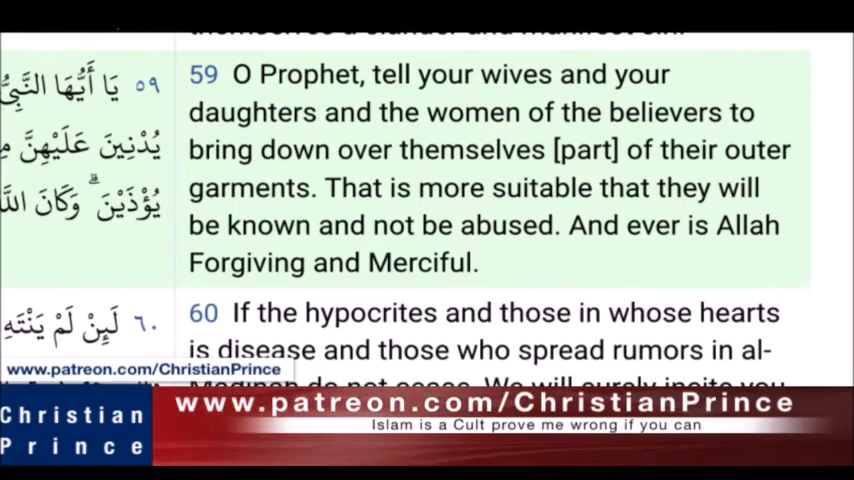 59 O Prophet, tell your wives and your
daughters and the women of the believers to
bring down over themselves [part] of their outer
garments. That is more suitable that they will
be known and not be abused. And ever is Allah
Forgiving and Merciful.
٥٩ يَا أَيُّهَا النَّبِيُّ
يُدْنِينَ عَلَيْهِنَّ
يُؤْذَيْنَ ۗ وَكَانَ
60 If the hypocrites and those in whose hearts
is disease and those who spread rumors in al-
٦٠ لَئِنْ لَمْ يَنْتَهِ
www.patreon.com/ChristianPrince
Christian
Prince
www.patreon.com/ChristianPrince
Islam is a Cult prove me wrong if you can